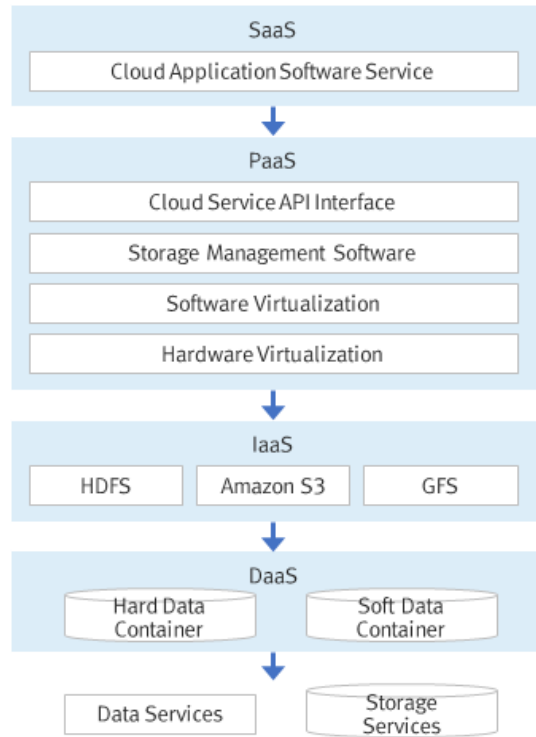 SaaS
Cloud Application Software Service
PaaS
Cloud Service API Interface
Storage Management Software
Software Virtualization
Hardware Virtualization
IaaS
HDFS
Amazon S3
GFS
DaaS
Hard Data
Container
Soft Data
Container
Data Services
Storage
Services